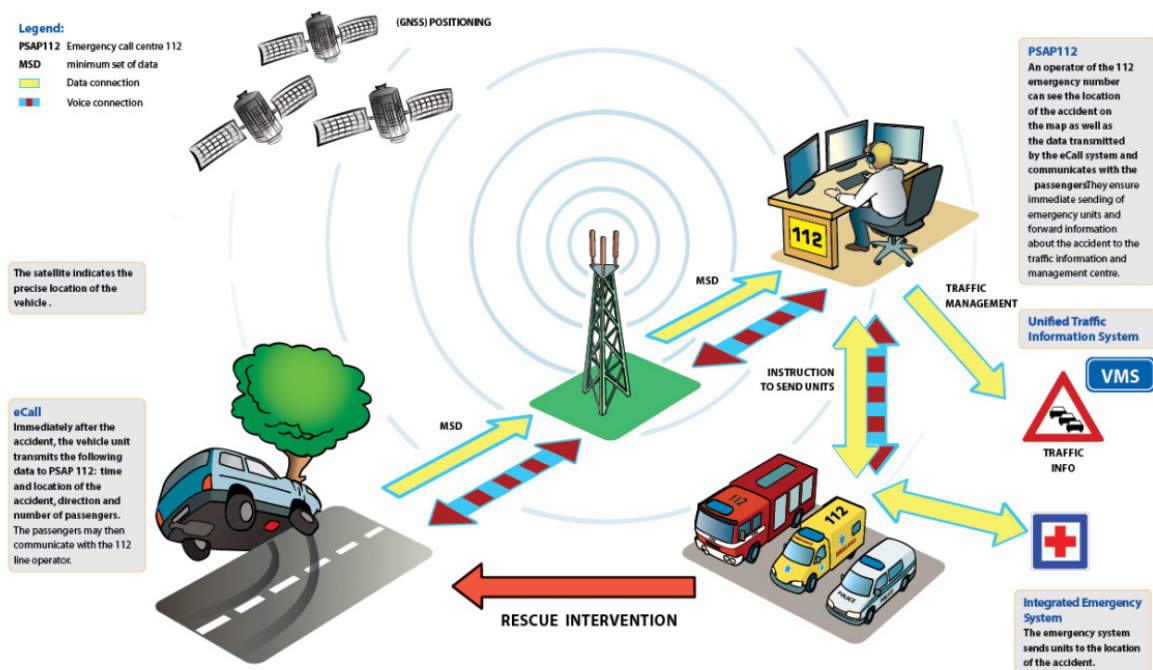 Legend:
PSAP112 Emergency call centre 112
MSD minimum set of data
Data connection
Voice connection
(GNSS) POSITIONING
PSAP112
An operator of the 112
emergency number
can see the location
of the accident on
the map as well as
the data transmitted
by the eCall system and
communicates with the
passengersThey ensure
immediate sending of
emergency units and
forward information
about the accident to the
traffic information and
management centre.
112
The satellite indicates the
precise location of the
vehicle .
MSD
TRAFFIC
MANAGEMENT
Unified Traffic
Information System
VMS
INSTRUCTION
TO SEND UNITS
TRAFFIC
INFO
eCall
Immediately after the
accident, the vehicle unit
transmits the following
data to PSAP 112: time
and location of the
accident, direction and
number of passengers.
The passengers may then
communicate with the 112
line operator.
MSD
112
112
AMBULANCE
AMBULANCE
POLICE
POLICE
RESCUE INTERVENTION
Integrated Emergency
System
The emergency system
sends units to the location
of the accident.